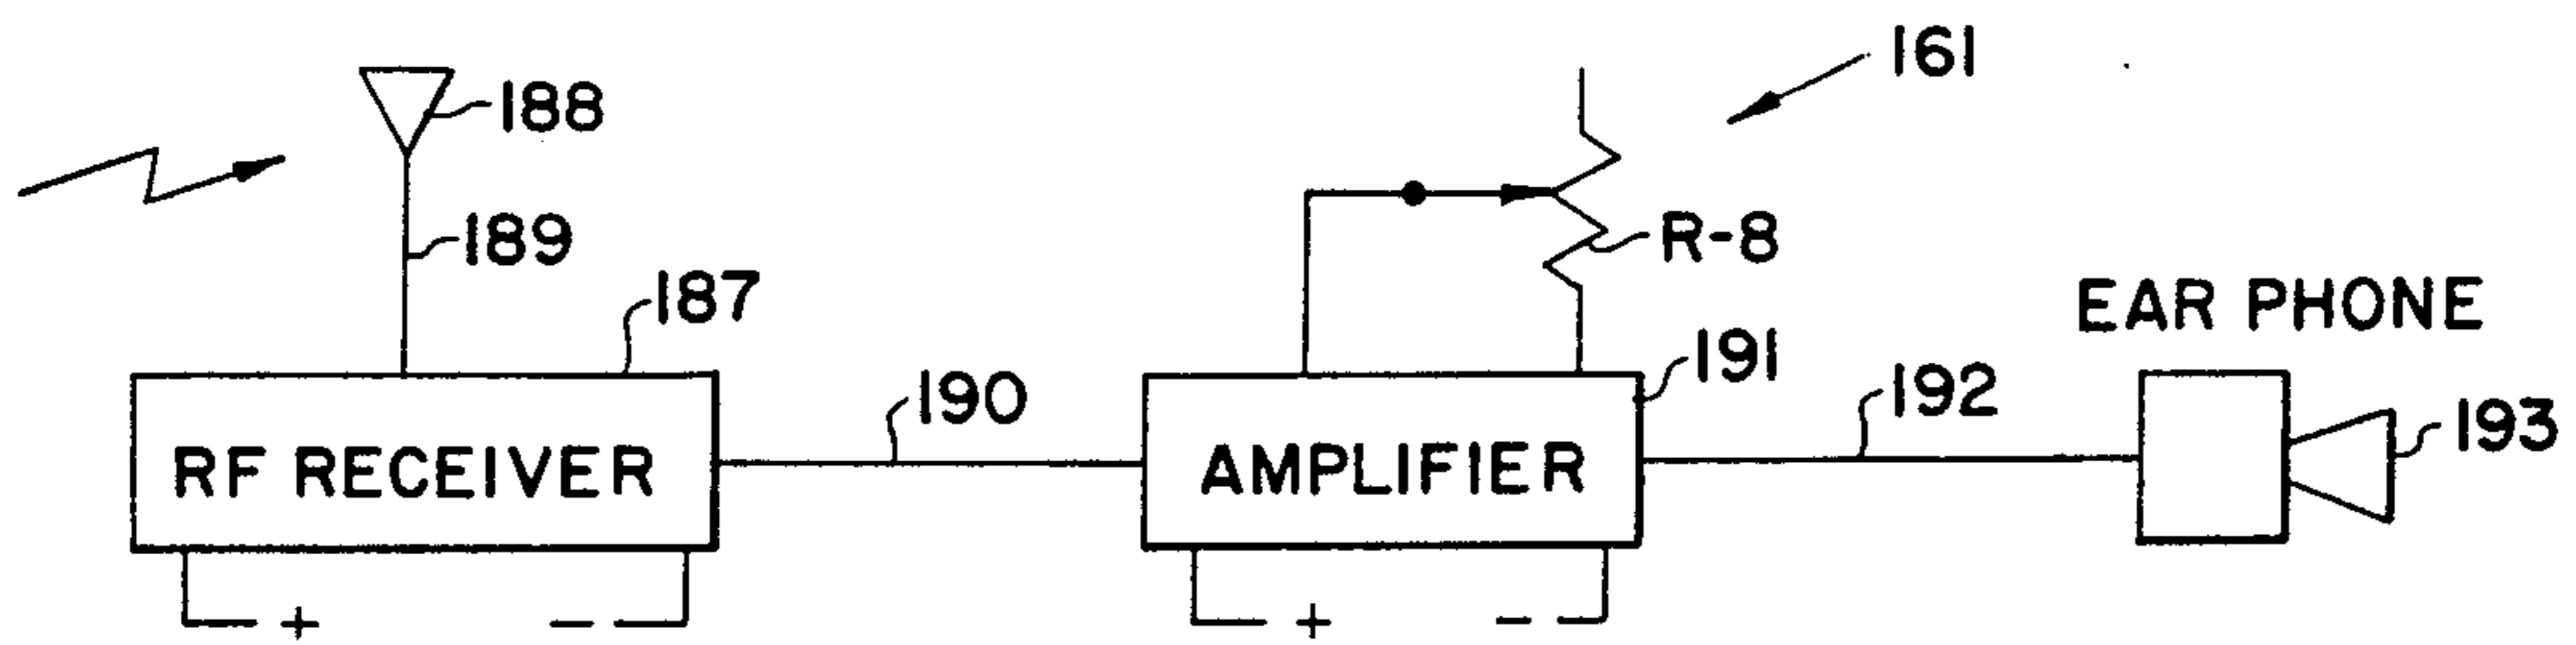 161
188
189
R-8
187
EAR PHONE
191
190
192
193
RF RECEIVER
AMPLIFIER
+ −
+ −